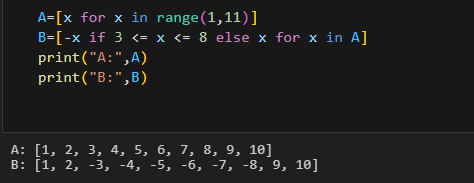 A=[x for x in range(1,11)]
B=[-x if 3 <= x <= 8 else x for x in A]
print("A:",A)
print("B:",B)
A: [1, 2, 3, 4, 5, 6, 7, 8, 9, 10]
B: [1, 2, -3, -4, -5, -6, -7, -8, 9, 10]